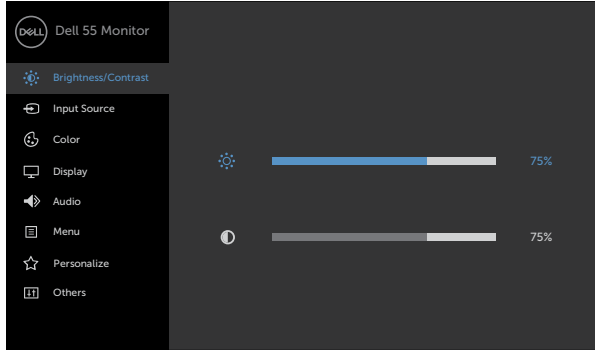 DELL
Dell 55 Monitor
Brightness/Contrast
Input Source
Color
Display
Audio
Menu
Personalize
Others
75%
75%